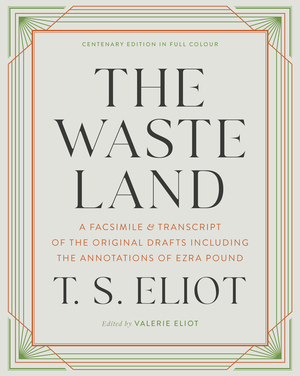 CENTENARY EDITION IN FULL COLOUR
THE
WASTE
LAND
A FACSIMILE & TRANSCRIPT
OF THE ORIGINAL DRAFTS INCLUDING
THE ANNOTATIONS OF EZRA POUND
T. S. ELIOT
Edited by VALERIE ELIOT